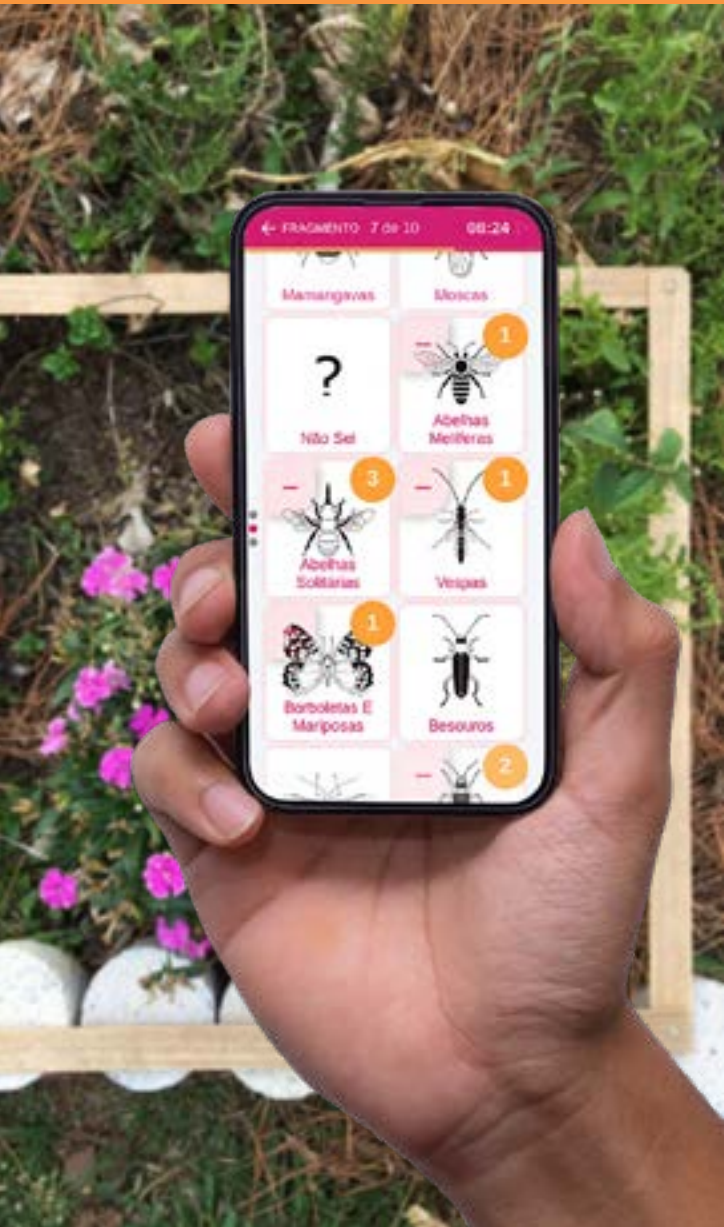 ← FRAGMENTO 7 de 10 08:24
Mamangavas
Moscas
?
Não Sei
1
Abelhas
Melíferas
3
Abelhas
Solitárias
1
Vespas
1
Borboletas E
Mariposas
Besouros
2